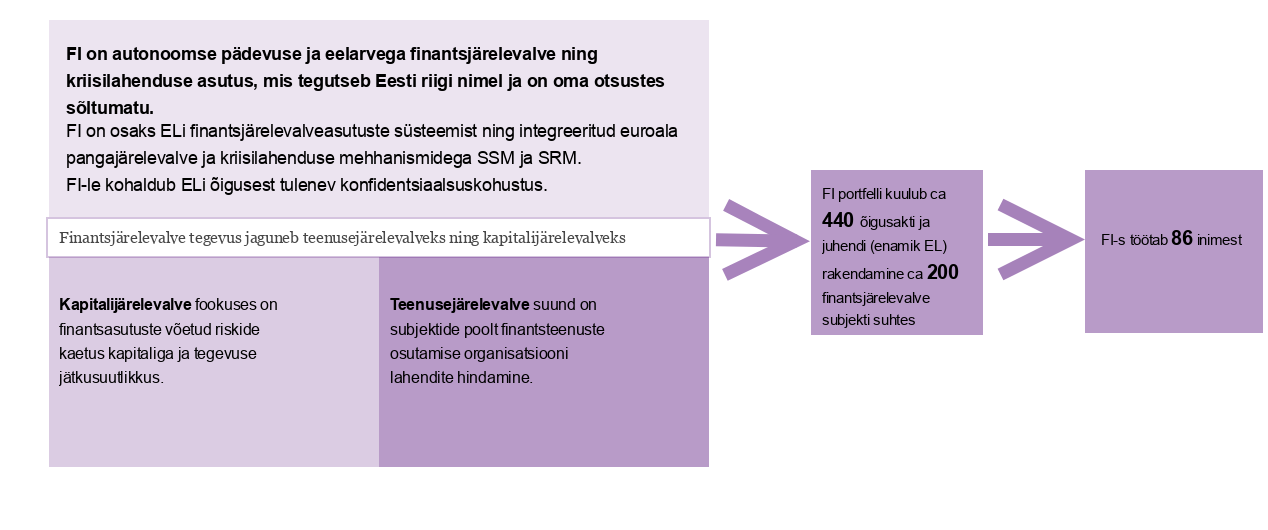 FI on autonoomse pädevuse ja eelarvega finantsjärelevalve ning
kriisilahenduse asutus, mis tegutseb Eesti riigi nimel ja on oma otsustes
sõltumatu.
FI on osaks ELi finantsjärelevalveasutuste süsteemist ning integreeritud euroala
pangajärelevalve ja kriisilahenduse mehhanismidega SSM ja SRM.
FI-le kohaldub ELi õigusest tulenev konfidentsiaalsuskohustus.
Finantsjärelevalve tegevus jaguneb teenusejärelevalveks ning kapitalijärelevalveks
Kapitalijärelevalve fookuses on
finantsasutuste võetud riskide
kaetus kapitaliga ja tegevuse
jätkusuutlikkus.
Teenusejärelevalve suund on
subjektide poolt finantsteenuste
osutamise organisatsiooni
lahendite hindamine.
FI portfelli kuulub ca
440 õigusakti ja
juhendi (enamik EL)
rakendamine ca 200
finantsjärelevalve
subjekti suhtes
FI-s töötab 86 inimest